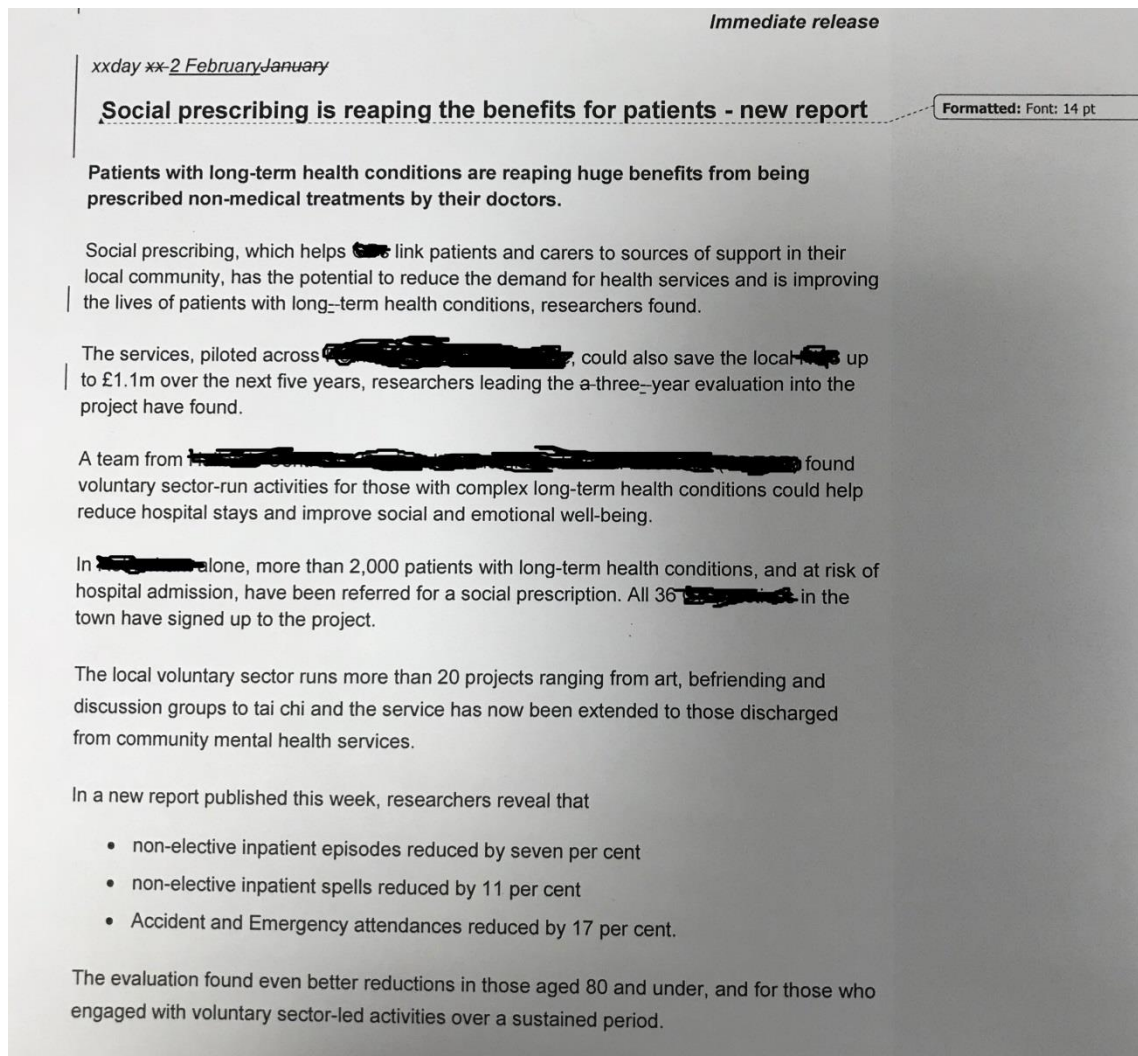 Immediate release
xxday xx 2 FebruaryJanuary
Social prescribing is reaping the benefits for patients - new report
Formatted: Font: 14 pt
Patients with long-term health conditions are reaping huge benefits from being
prescribed non-medical treatments by their doctors.
Social prescribing, which helps link patients and carers to sources of support in their
local community, has the potential to reduce the demand for health services and is improving
the lives of patients with long--term health conditions, researchers found.
The services, piloted across , could also save the local up
to £1.1m over the next five years, researchers leading the a three--year evaluation into the
project have found.
A team from found
voluntary sector-run activities for those with complex long-term health conditions could help
reduce hospital stays and improve social and emotional well-being.
In alone, more than 2,000 patients with long-term health conditions, and at risk of
hospital admission, have been referred for a social prescription. All 36 in the
town have signed up to the project.
The local voluntary sector runs more than 20 projects ranging from art, befriending and
discussion groups to tai chi and the service has now been extended to those discharged
from community mental health services.
In a new report published this week, researchers reveal that
• non-elective inpatient episodes reduced by seven per cent
• non-elective inpatient spells reduced by 11 per cent
• Accident and Emergency attendances reduced by 17 per cent.
The evaluation found even better reductions in those aged 80 and under, and for those who
engaged with voluntary sector-led activities over a sustained period.